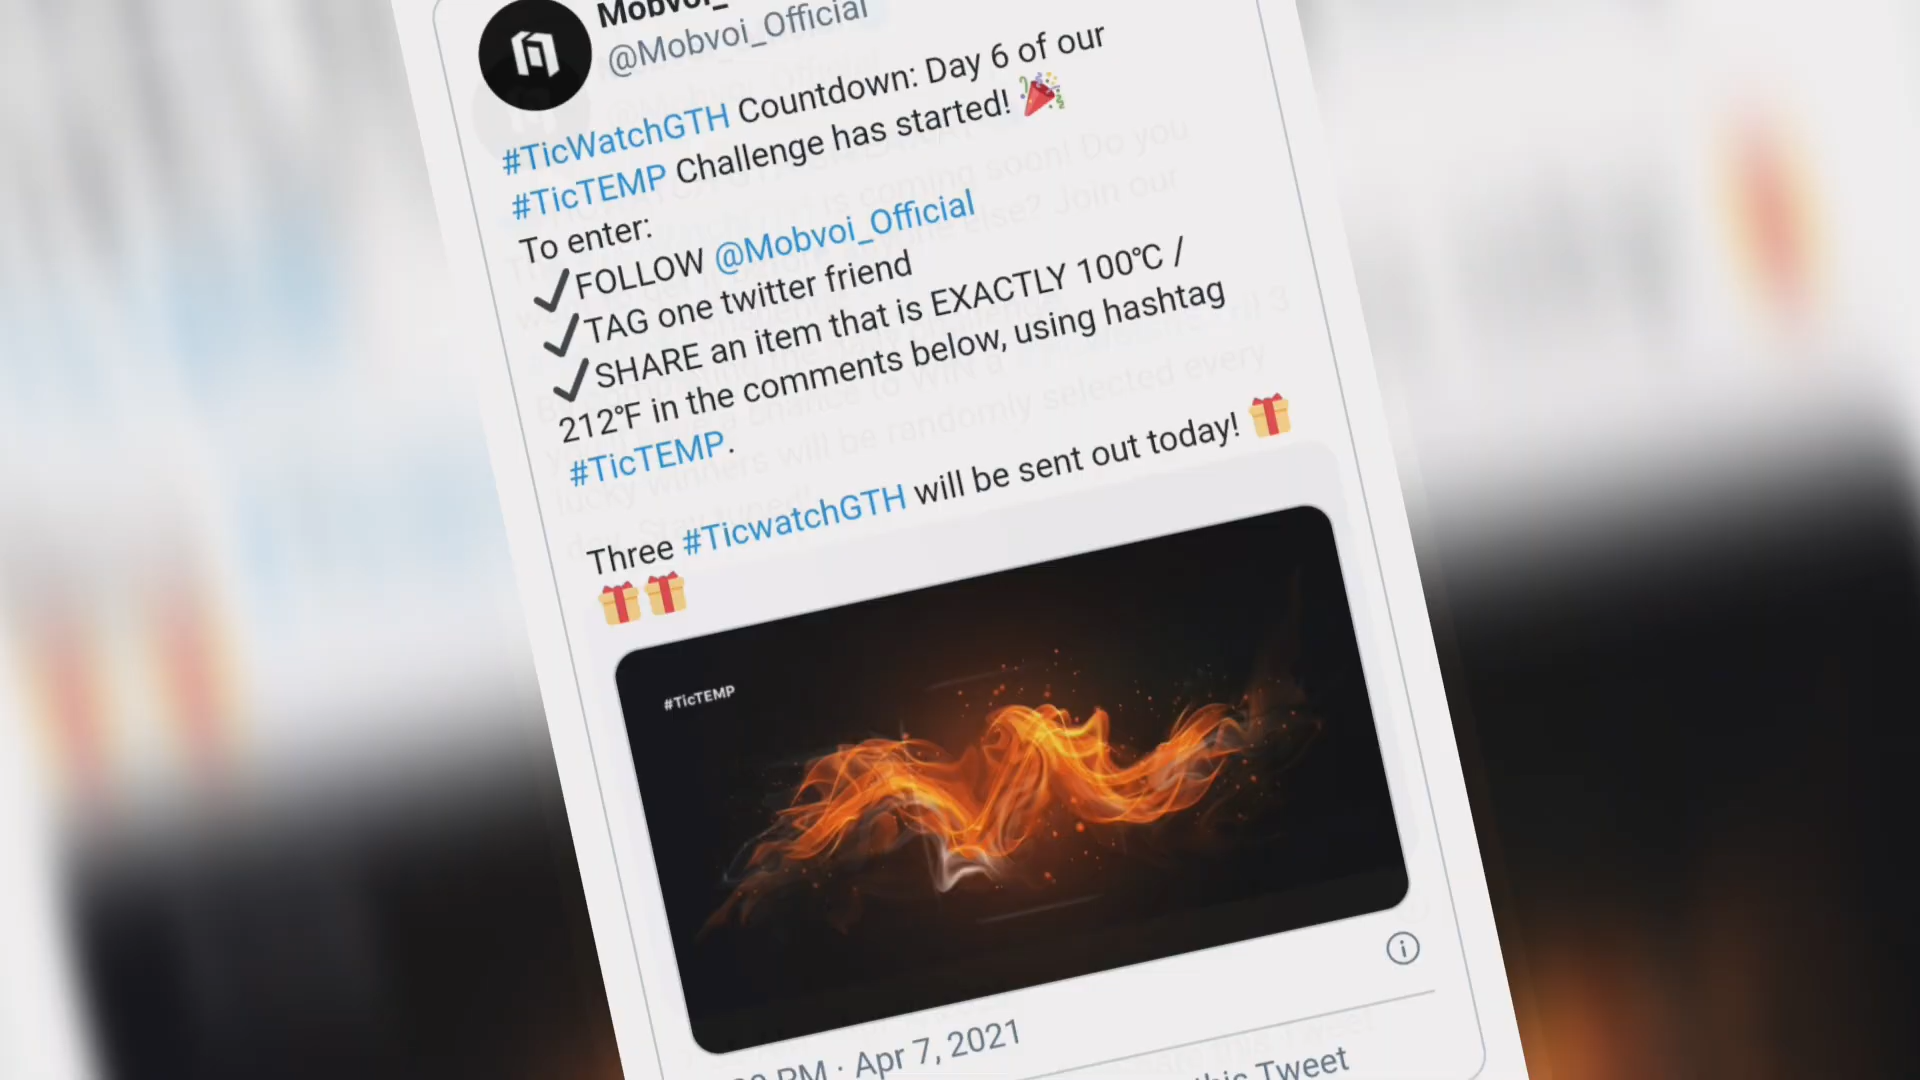 @Mobvoi_Official
#TicWatchGTH Countdown: Day 6 of our
#TicTEMP Challenge has started!
To enter:
FOLLOW @Mobvoi_Official
TAG one twitter friend
SHARE an item that is EXACTLY 100℃ /
212℉ in the comments below, using hashtag
#TicTEMP.
Three #TicwatchGTH will be sent out today!
#TicTEMP
PM · Apr 7, 2021
Tweet